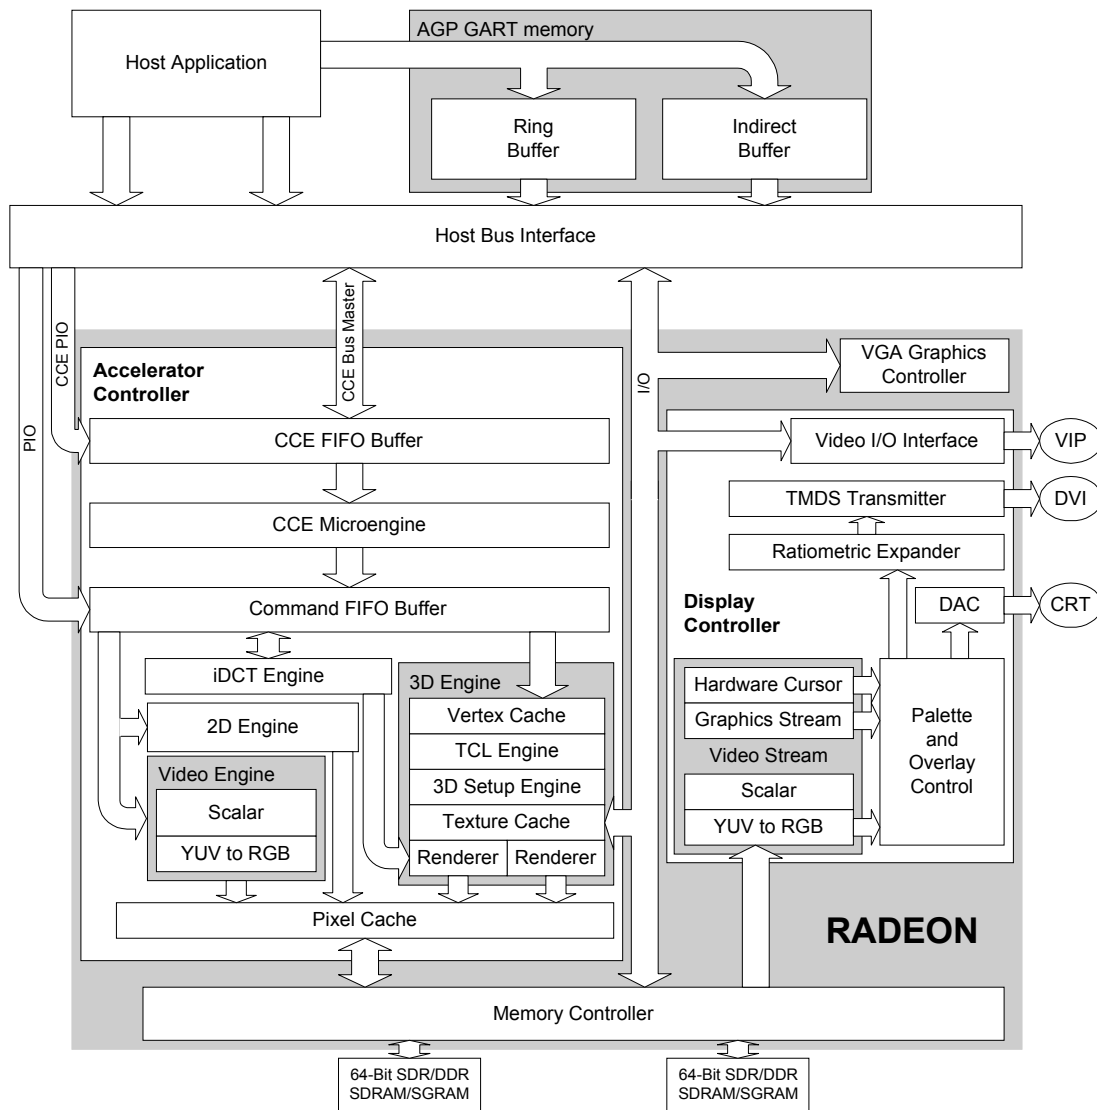 AGP GART memory
Host Application
Ring
Buffer
Indirect
Buffer
Host Bus Interface
PIO
CCE PIO
CCE Bus Master
I/O
Accelerator
Controller
VGA Graphics
Controller
CCE FIFO Buffer
Video I/O Interface
VIP
CCE Microengine
TMDS Transmitter
DVI
Ratiometric Expander
Command FIFO Buffer
Display
Controller
DAC
CRT
iDCT Engine
3D Engine
Vertex Cache
TCL Engine
3D Setup Engine
Texture Cache
Renderer
Renderer
2D Engine
Video Engine
Scalar
YUV to RGB
Hardware Cursor
Graphics Stream
Video Stream
Scalar
YUV to RGB
Palette
and
Overlay
Control
Pixel Cache
RADEON
Memory Controller
64-Bit SDR/DDR
SDRAM/SGRAM
64-Bit SDR/DDR
SDRAM/SGRAM